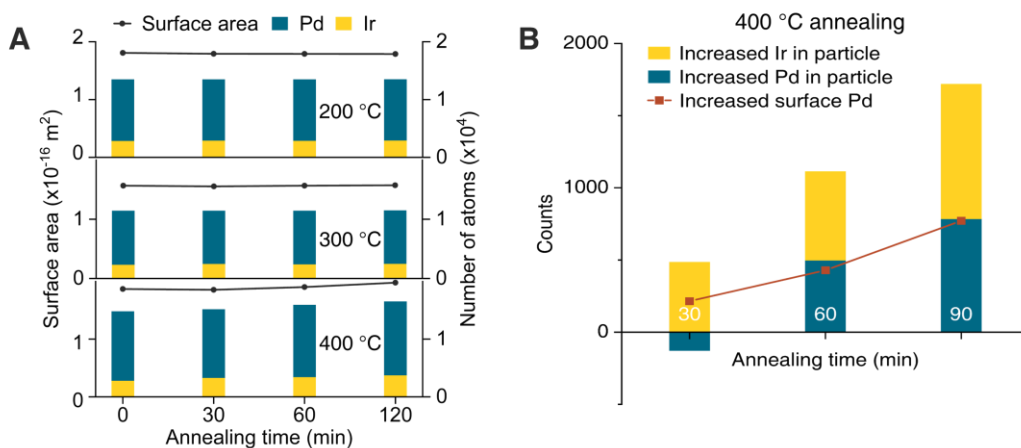 A
Surface area Pd Ir
2 2
1 1
200 °C
0 0
1 1
300 °C
0 0
1 1
400 °C
0 0
0 30 60 120
Annealing time (min)
Surface area (x10⁻¹⁶ m²)
Number of atoms (x10⁴)
B
400 °C annealing
2000
Increased Ir in particle
Increased Pd in particle
Increased surface Pd
1000
Counts
30 60 90
0
Annealing time (min)